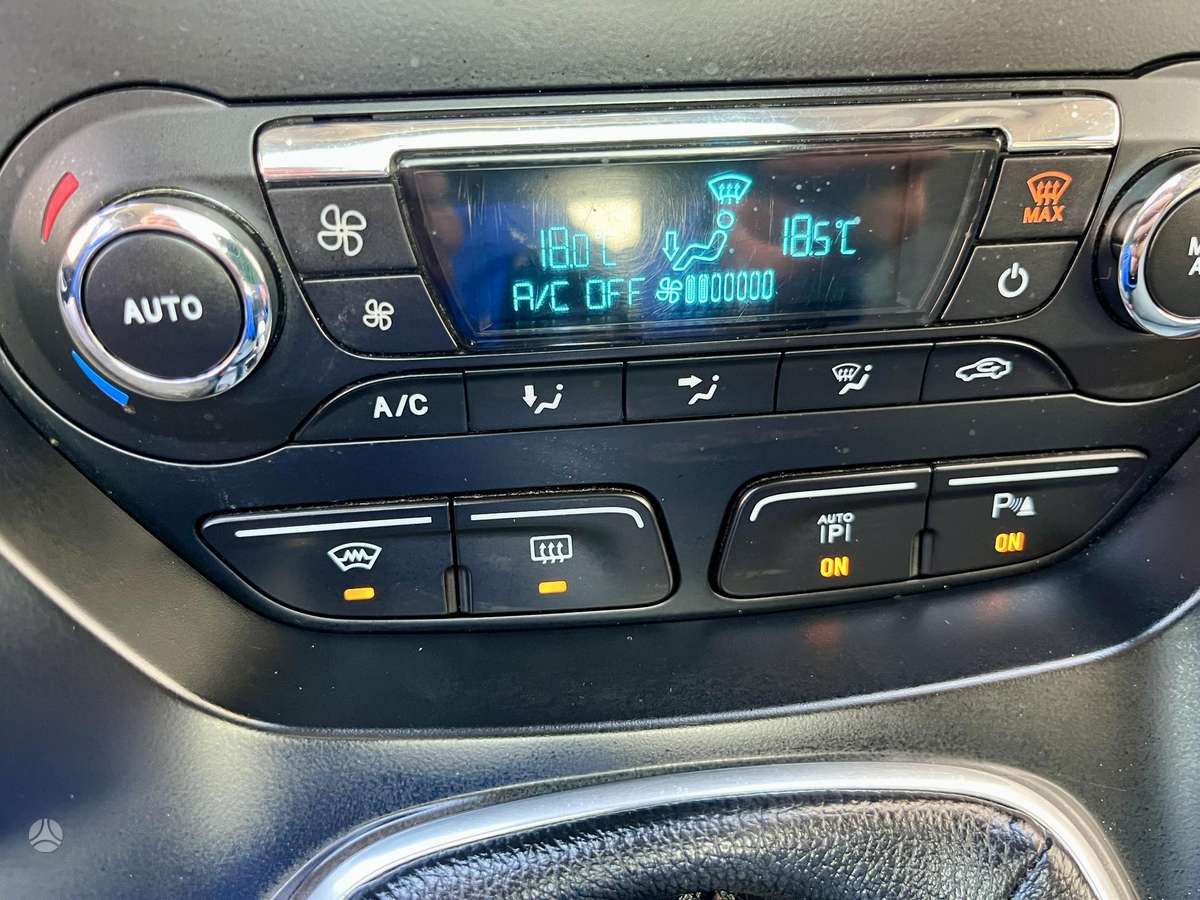 AUTO
18.0
18.5°C
A/C OFF
MAX
A/C
AUTO
P
ON
P
ON